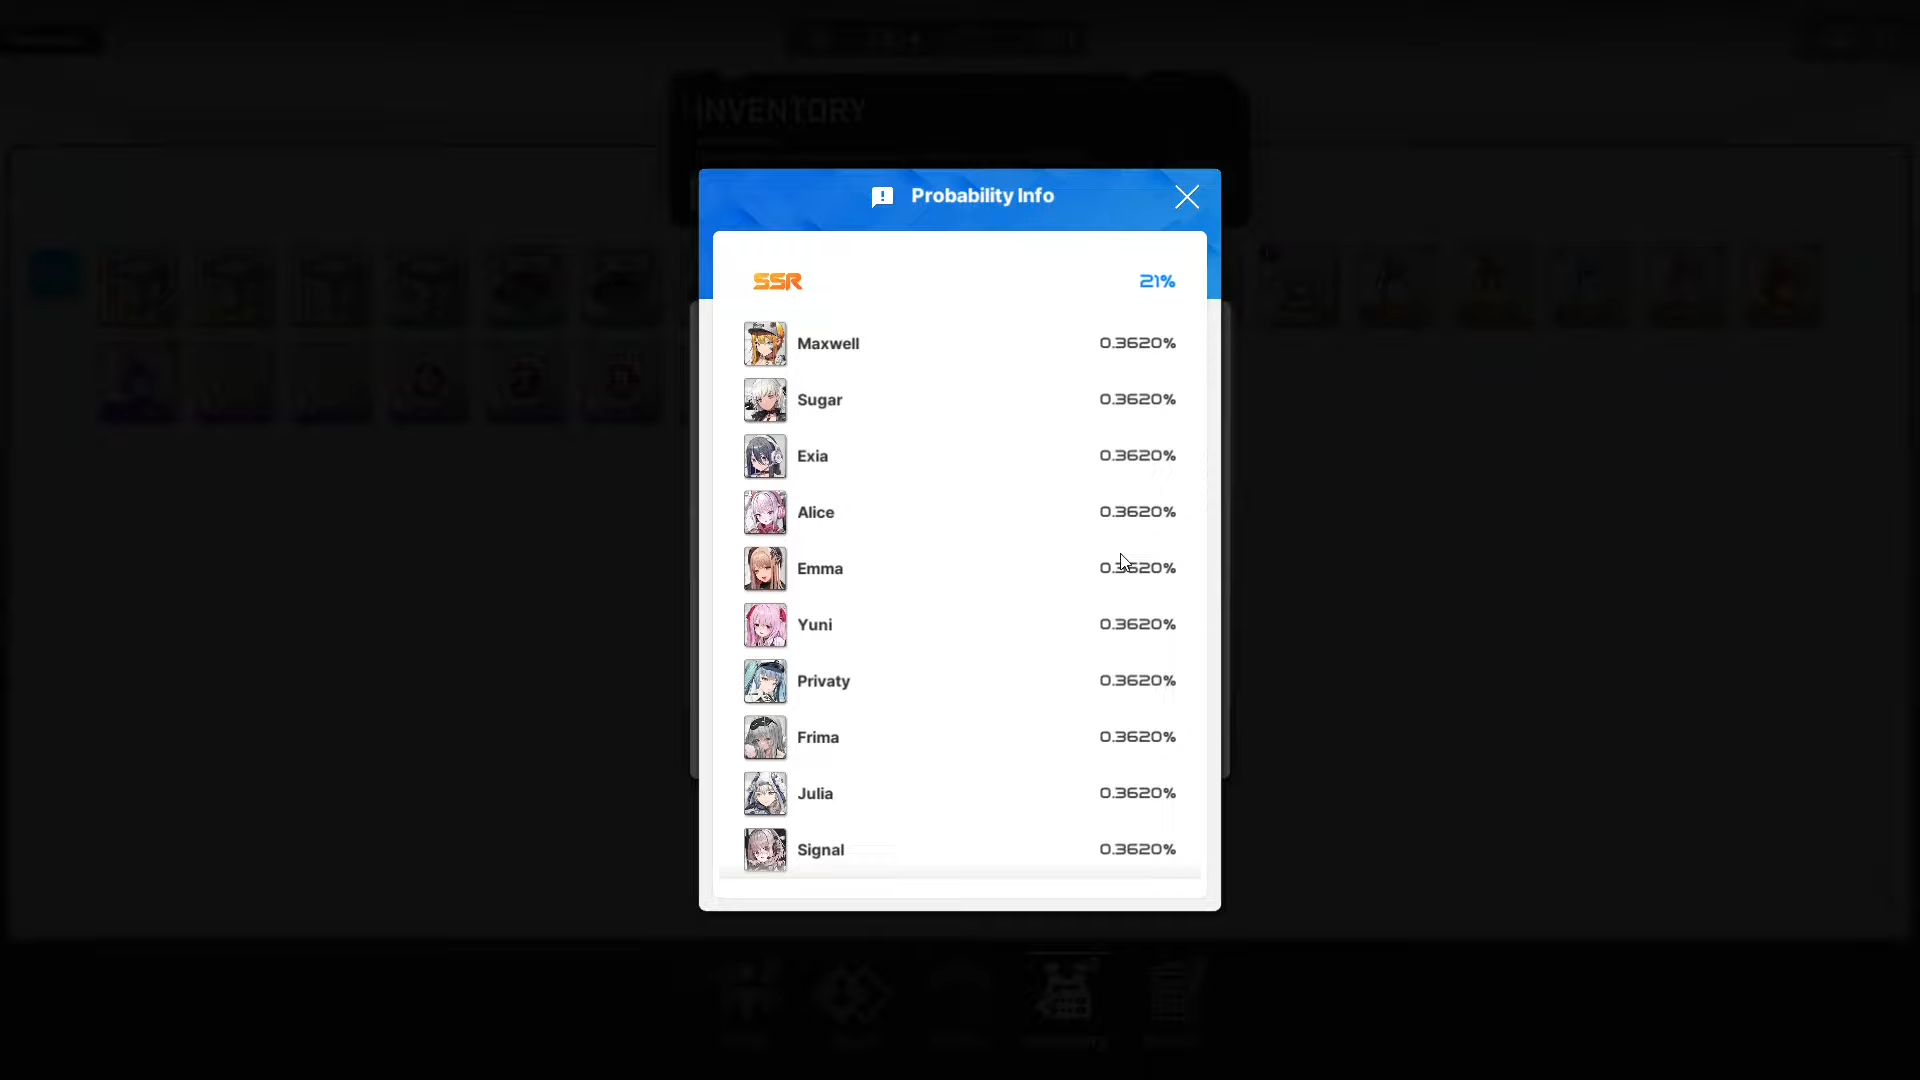 INVENTORY
Probability Info
SSR 21%
Maxwell 0.3620%
Sugar 0.3620%
Exia 0.3620%
Alice 0.3620%
Emma 0.3620%
Yuni 0.3620%
Privaty 0.3620%
Frima 0.3620%
Julia 0.3620%
Signal 0.3620%